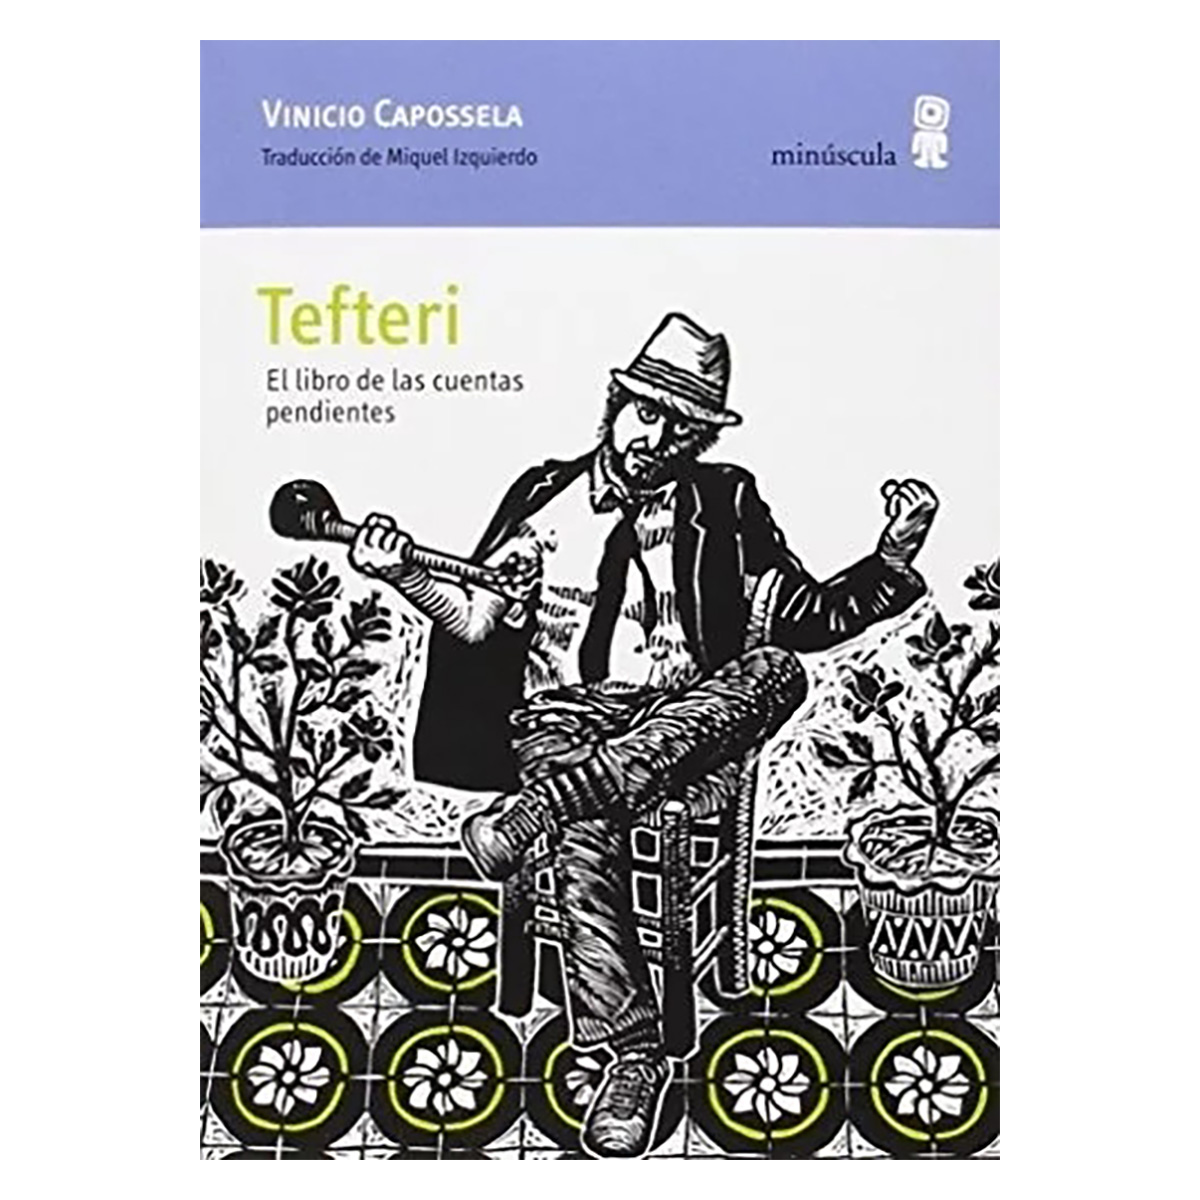 VINICIO CAPOSSELA
Traducción de Miquel Izquierdo
minúscula
Tefteri
El libro de las cuentas
pendientes